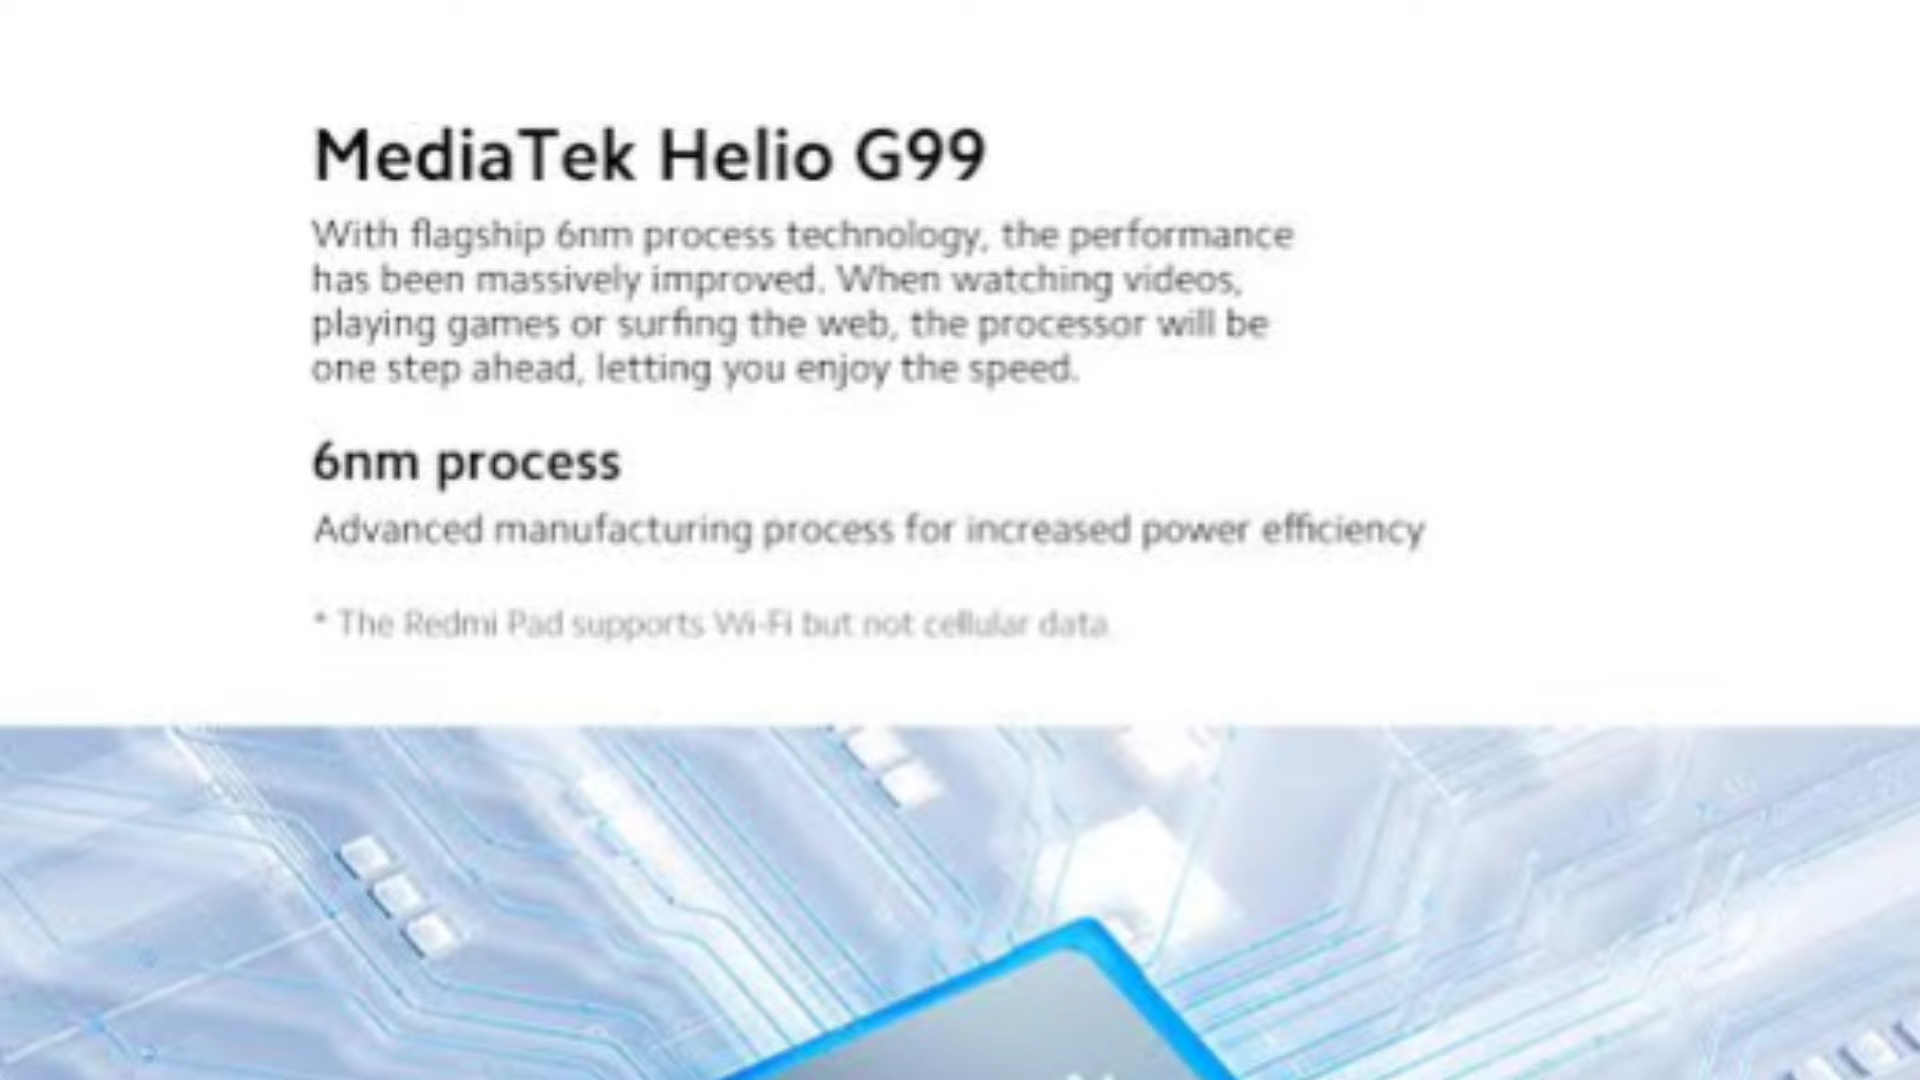 MediaTek Helio G99
With flagship 6nm process technology, the performance
has been massively improved. When watching videos,
playing games or surfing the web, the processor will be
one step ahead, letting you enjoy the speed.
6nm process
Advanced manufacturing process for increased power efficiency
* The Redmi Pad supports Wi-Fi but not cellular data.